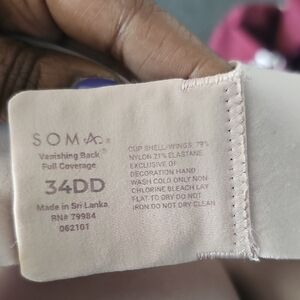 SOMA
Vanishing Back®
Full Coverage
34DD
Made in Sri Lanka
RN# 79984
062101
CUP SHELL/WINGS: 79%
NYLON 21% ELASTANE
EXCLUSIVE OF
DECORATION HAND
WASH COLD ONLY NON-
CHLORINE BLEACH LAY
FLAT TO DRY DO NOT
IRON DO NOT DRY CLEAN